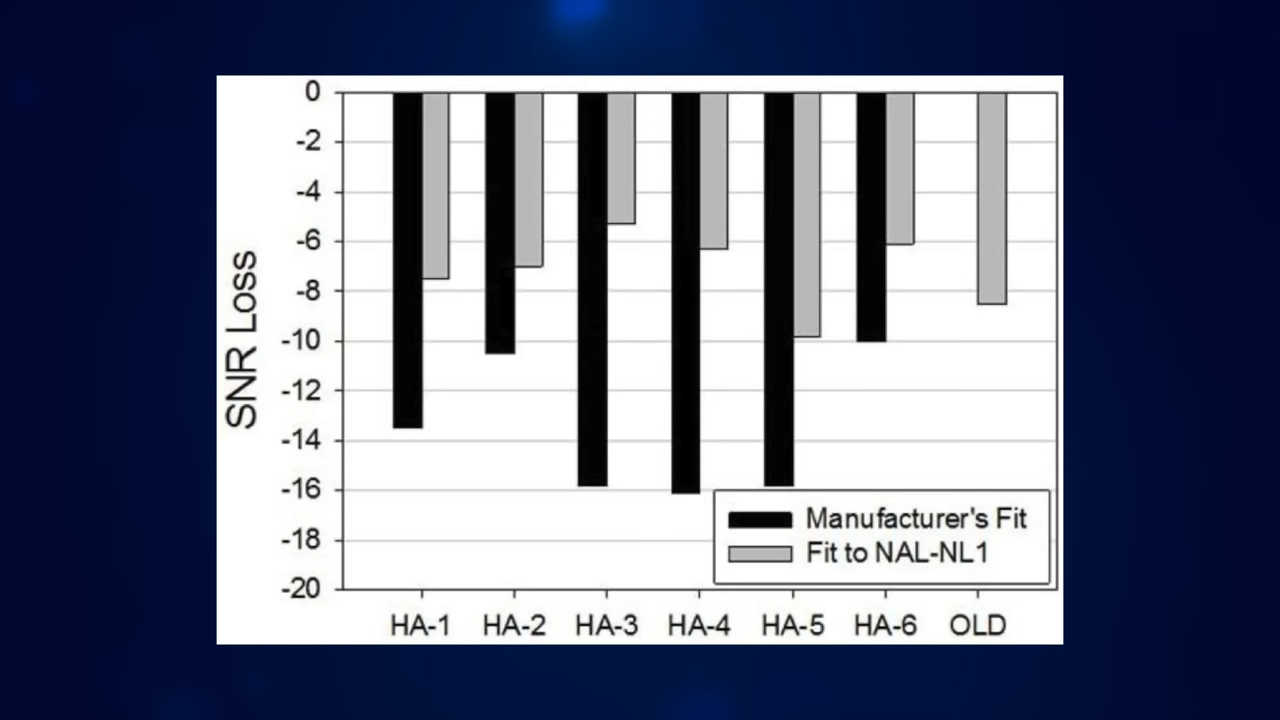 0
-2
-4
-6
-8
-10
-12
-14
-16
-18
-20
SNR Loss
Manufacturer's Fit
Fit to NAL-NL1
HA-1 HA-2 HA-3 HA-4 HA-5 HA-6 OLD